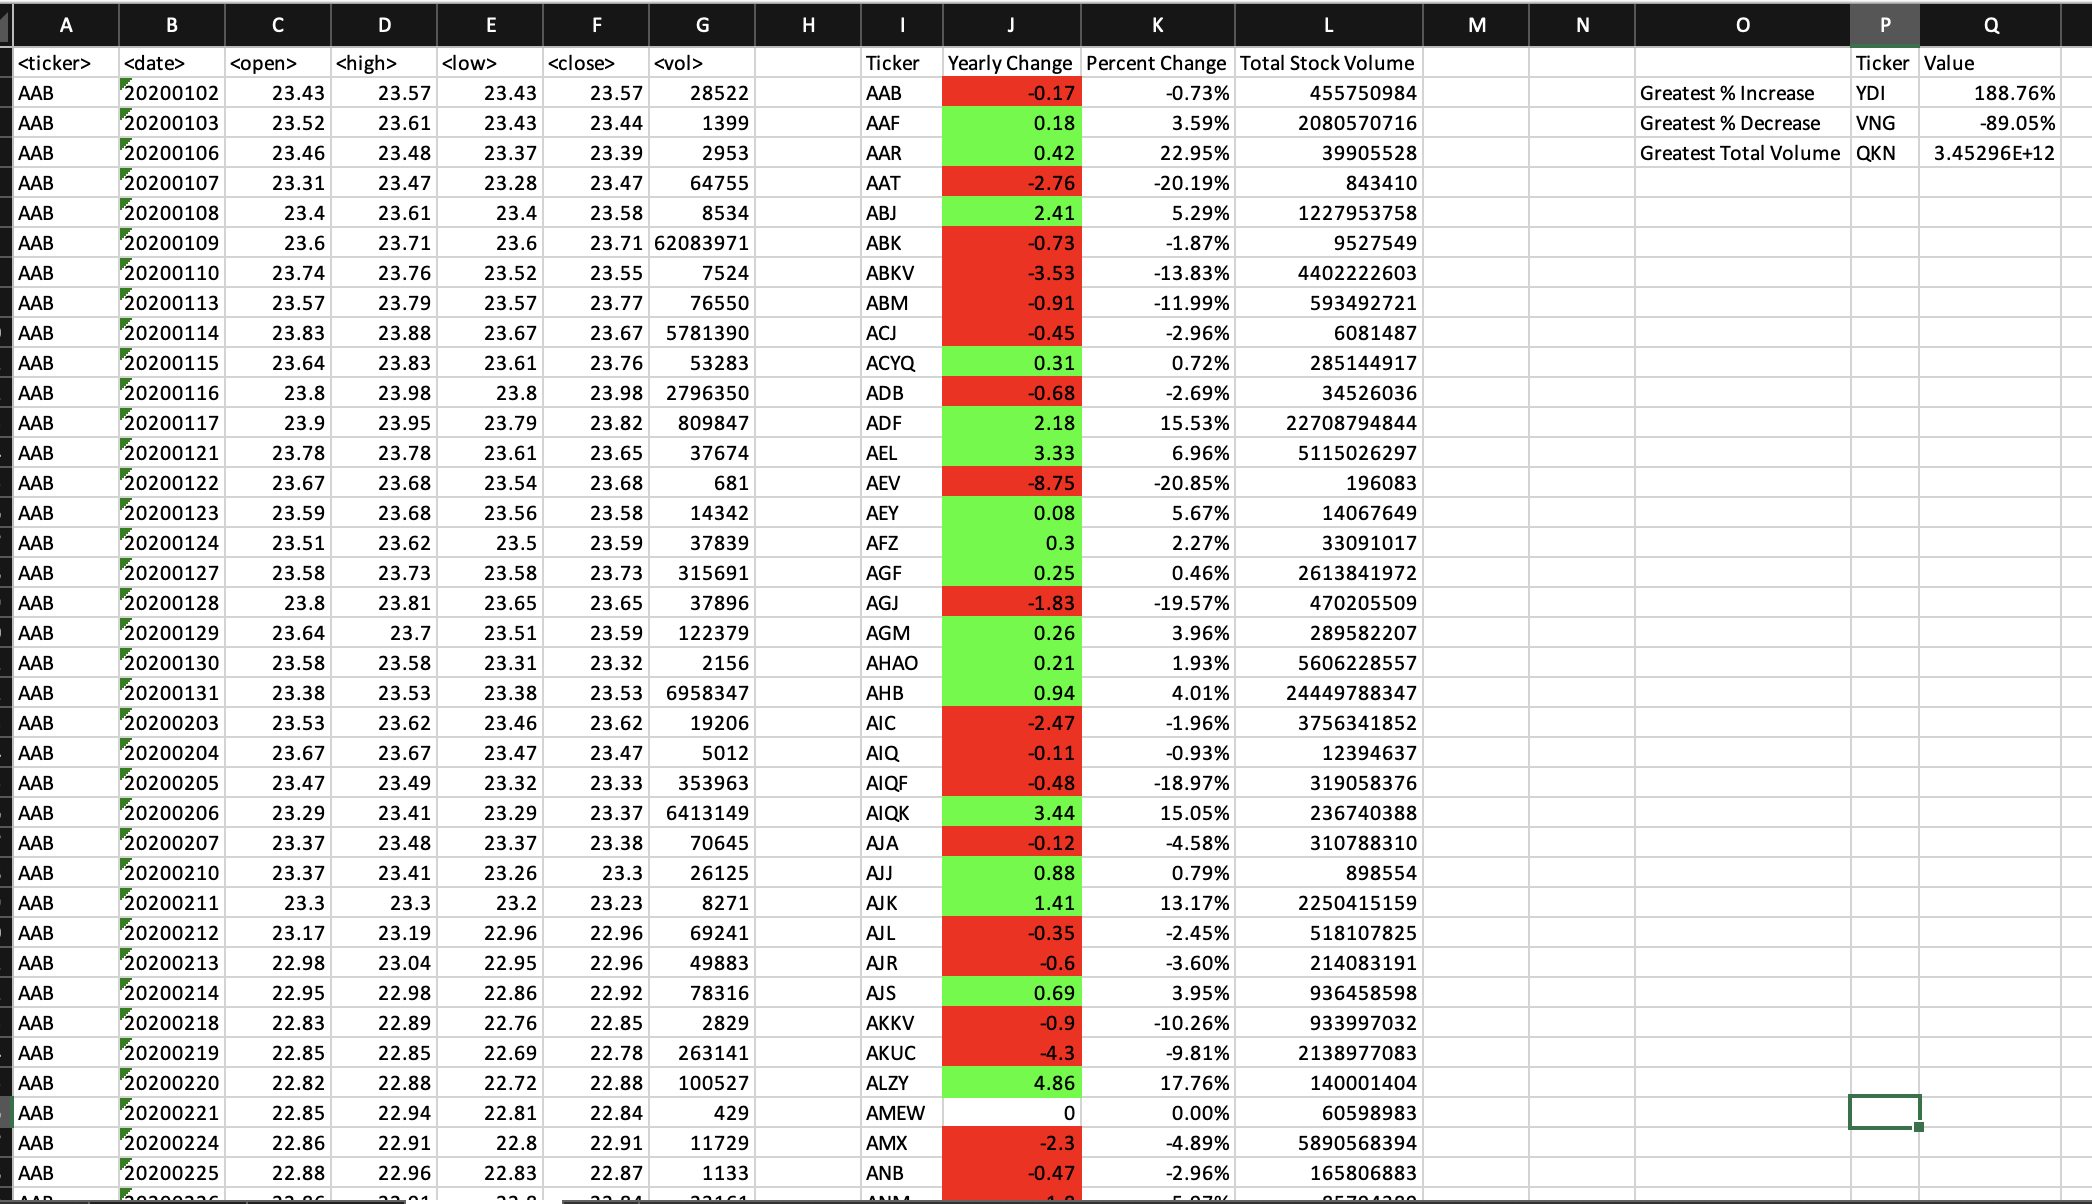 A B C D E F G H I J K L M N O P Q
<ticker> <date> <open> <high> <low> <close> <vol> Ticker Yearly Change Percent Change Total Stock Volume Ticker Value
AAB 20200102 23.43 23.57 23.43 23.57 28522 AAB -0.17 -0.73% 455750984 Greatest % Increase YDI 188.76%
AAB 20200103 23.52 23.61 23.43 23.44 1399 AAF 0.18 3.59% 2080570716 Greatest % Decrease VNG -89.05%
AAB 20200106 23.46 23.48 23.37 23.39 2953 AAR 0.42 22.95% 39905528 Greatest Total Volume QKN 3.45296E+12
AAB 20200107 23.31 23.47 23.28 23.47 64755 AAT -2.76 -20.19% 843410
AAB 20200108 23.4 23.61 23.4 23.58 8534 ABJ 2.41 5.29% 1227953758
AAB 20200109 23.6 23.71 23.6 23.71 62083971 ABK -0.73 -1.87% 9527549
AAB 20200110 23.74 23.76 23.52 23.55 7524 ABKV -3.53 -13.83% 4402222603
AAB 20200113 23.57 23.79 23.57 23.77 76550 ABM -0.91 -11.99% 593492721
AAB 20200114 23.83 23.88 23.67 23.67 5781390 ACJ -0.45 -2.96% 6081487
AAB 20200115 23.64 23.83 23.61 23.76 53283 ACYQ 0.31 0.72% 285144917
AAB 20200116 23.8 23.98 23.8 23.98 2796350 ADB -0.68 -2.69% 34526036
AAB 20200117 23.9 23.95 23.79 23.82 809847 ADF 2.18 15.53% 22708794844
AAB 20200121 23.78 23.78 23.61 23.65 37674 AEL 3.33 6.96% 5115026297
AAB 20200122 23.67 23.68 23.54 23.68 681 AEV -8.75 -20.85% 196083
AAB 20200123 23.59 23.68 23.56 23.58 14342 AEY 0.08 5.67% 14067649
AAB 20200124 23.51 23.62 23.5 23.59 37839 AFZ 0.3 2.27% 33091017
AAB 20200127 23.58 23.73 23.58 23.73 315691 AGF 0.25 0.46% 2613841972
AAB 20200128 23.8 23.81 23.65 23.65 37896 AGJ -1.83 -19.57% 470205509
AAB 20200129 23.64 23.7 23.51 23.59 122379 AGM 0.26 3.96% 289582207
AAB 20200130 23.58 23.58 23.31 23.32 2156 AHAO 0.21 1.93% 5606228557
AAB 20200131 23.38 23.53 23.38 23.53 6958347 AHB 0.94 4.01% 24449788347
AAB 20200203 23.53 23.62 23.46 23.62 19206 AIC -2.47 -1.96% 3756341852
AAB 20200204 23.67 23.67 23.47 23.47 5012 AIQ -0.11 -0.93% 12394637
AAB 20200205 23.47 23.49 23.32 23.33 353963 AIQF -0.48 -18.97% 319058376
AAB 20200206 23.29 23.41 23.29 23.37 6413149 AIQK 3.44 15.05% 236740388
AAB 20200207 23.37 23.48 23.37 23.38 70645 AJA -0.12 -4.58% 310788310
AAB 20200210 23.37 23.41 23.26 23.3 26125 AJJ 0.88 0.79% 898554
AAB 20200211 23.3 23.3 23.2 23.23 8271 AJK 1.41 13.17% 2250415159
AAB 20200212 23.17 23.19 22.96 22.96 69241 AJL -0.35 -2.45% 518107825
AAB 20200213 22.98 23.04 22.95 22.96 49883 AJR -0.6 -3.60% 214083191
AAB 20200214 22.95 22.98 22.86 22.92 78316 AJS 0.69 3.95% 936458598
AAB 20200218 22.83 22.89 22.76 22.85 2829 AKKV -0.9 -10.26% 933997032
AAB 20200219 22.85 22.85 22.69 22.78 263141 AKUC -4.3 -9.81% 2138977083
AAB 20200220 22.82 22.88 22.72 22.88 100527 ALZY 4.86 17.76% 140001404
AAB 20200221 22.85 22.94 22.81 22.84 429 AMEW 0 0.00% 60598983
AAB 20200224 22.86 22.91 22.8 22.91 11729 AMX -2.3 -4.89% 5890568394
AAB 20200225 22.88 22.96 22.83 22.87 1133 ANB -0.47 -2.96% 165806883